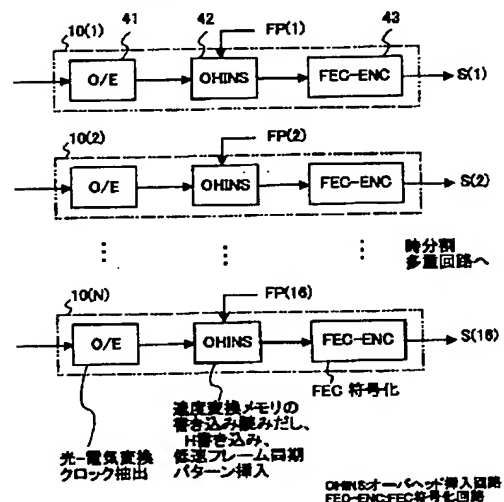 41 42 43
10(1) FP(1)
O/E OHINS FEC-ENC S(1)
10(2) FP(2)
O/E OHINS FEC-ENC S(2)
時分割
多重回路へ
10(N) FP(16)
O/E OHINS FEC-ENC S(16)
光-電気変換
クロック抽出
速度変換メモリの
書き込み読みだし、
H書き込み、
低速フレーム同期
パターン挿入
FEC 符号化
OHINS:オーバヘッド挿入回路
FEC-ENC:FEC符号化回路